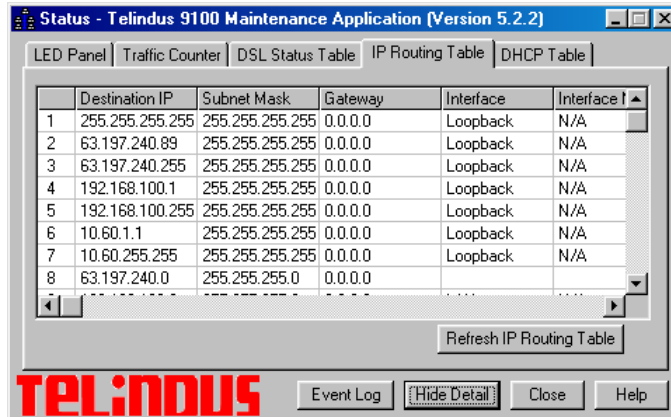 Status - Telindus 9100 Maintenance Application (Version 5.2.2)
LED Panel Traffic Counter DSL Status Table IP Routing Table DHCP Table
Destination IP Subnet Mask Gateway Interface Interface
1 255.255.255.255 255.255.255.255 0.0.0.0 Loopback N/A
2 63.197.240.89 255.255.255.255 0.0.0.0 Loopback N/A
3 63.197.240.255 255.255.255.255 0.0.0.0 Loopback N/A
4 192.168.100.1 255.255.255.255 0.0.0.0 Loopback N/A
5 192.168.100.255 255.255.255.255 0.0.0.0 Loopback N/A
6 10.60.1.1 255.255.255.255 0.0.0.0 Loopback N/A
7 10.60.255.255 255.255.255.255 0.0.0.0 Loopback N/A
8 63.197.240.0 255.255.255.0 0.0.0.0
Refresh IP Routing Table
TELINDUS
Event Log Hide Detail Close Help